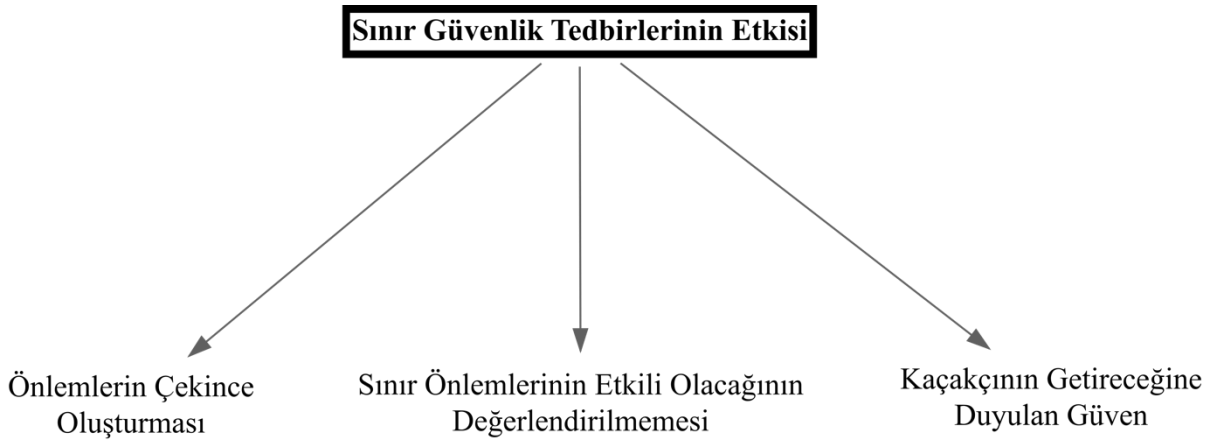 Sınır Güvenlik Tedbirlerinin Etkisi
Önlemlerin Çekince
Oluşturması
Sınır Önlemlerinin Etkili Olacağının
Değerlendirilmemesi
Kaçakçının Getireceğine
Duyulan Güven